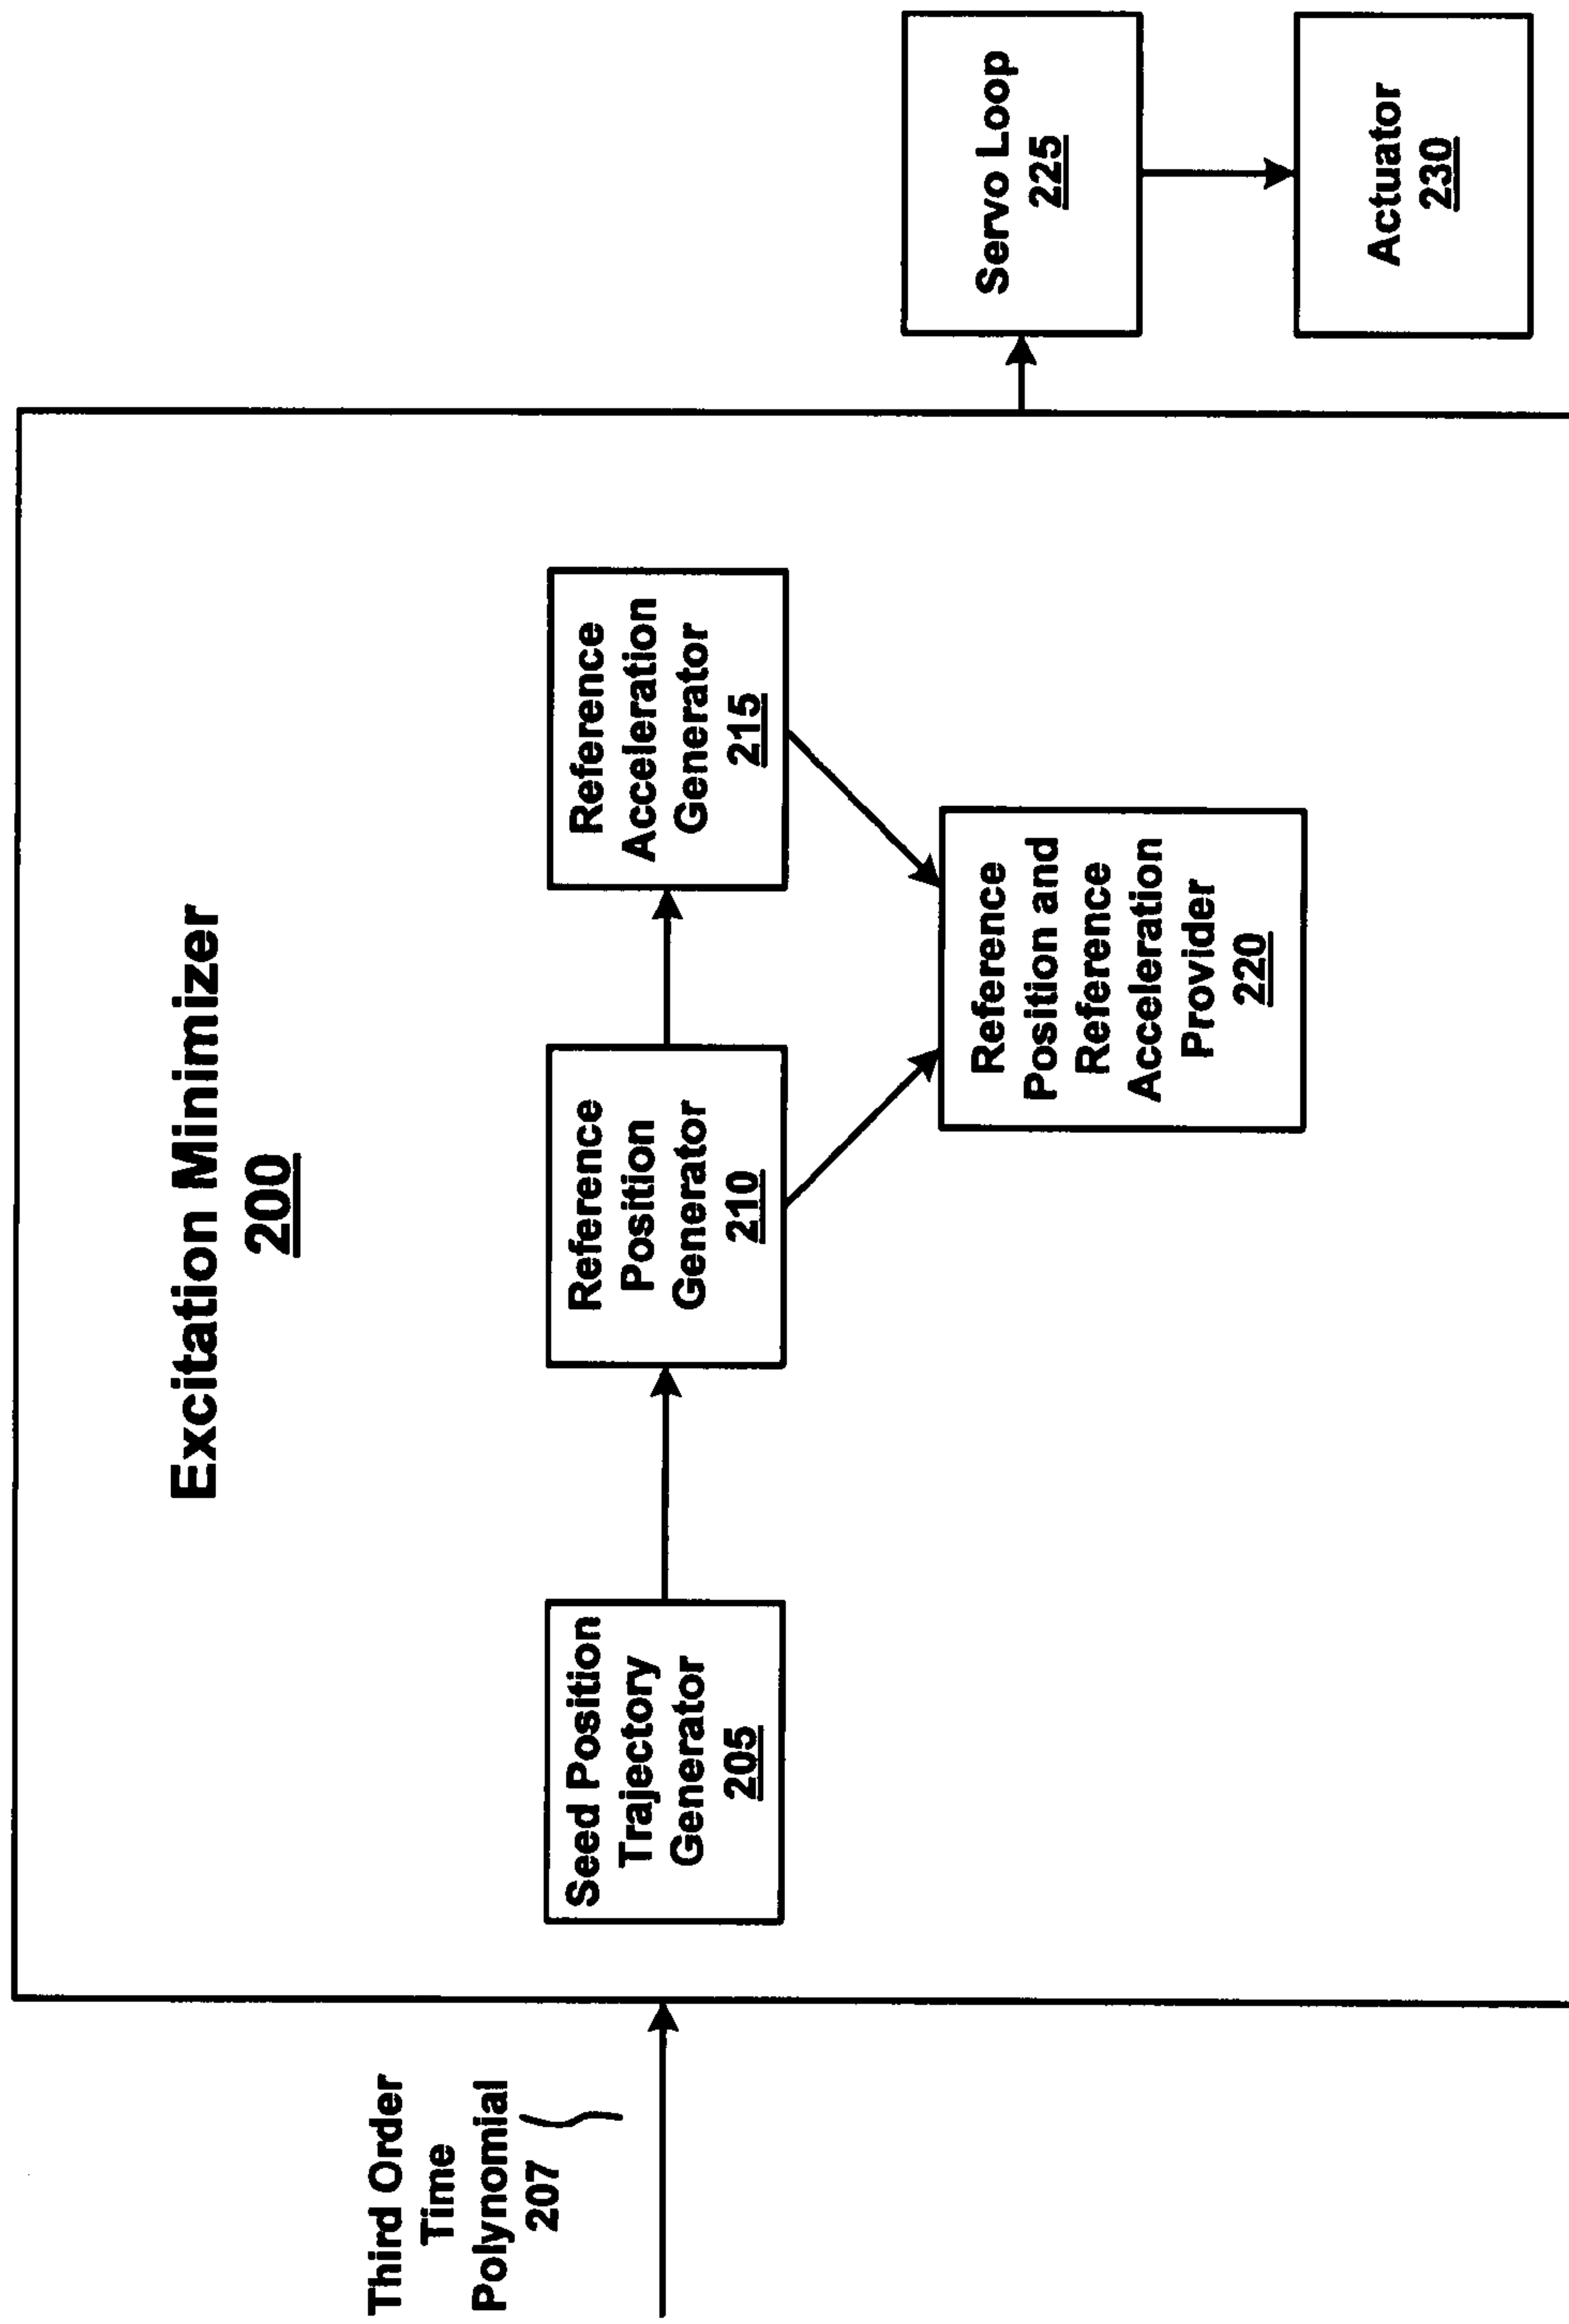 Excitation Minimizer
200
Third Order
Time
Polynomial
207
Seed Position
Trajectory
Generator
205
Reference
Position
Generator
210
Reference
Acceleration
Generator
215
Reference
Position and
Reference
Acceleration
Provider
220
Servo Loop
225
Actuator
230